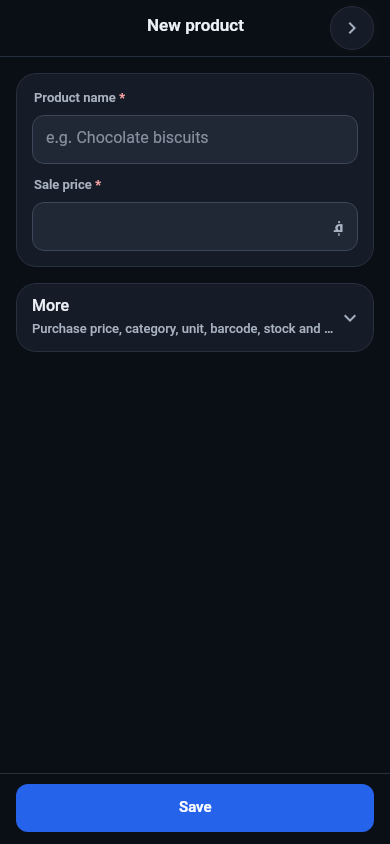 New product
Product name *
e.g. Chocolate biscuits
Sale price *
؋
More
Purchase price, category, unit, barcode, stock and …
Save